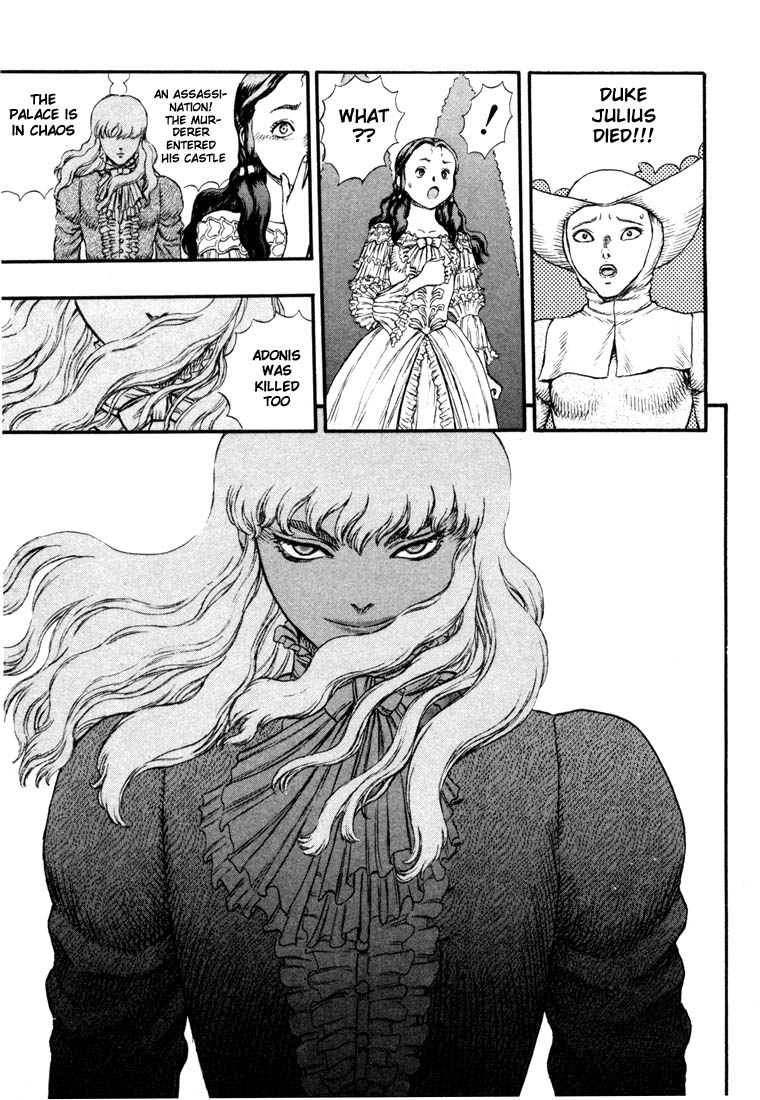 DUKE
JULIUS
DIED!!!
!
WHAT
??
AN ASSASSI-
NATION!
THE MUR-
DERER
ENTERED
HIS CASTLE
THE
PALACE IS
IN CHAOS
ADONIS
WAS
KILLED
TOO